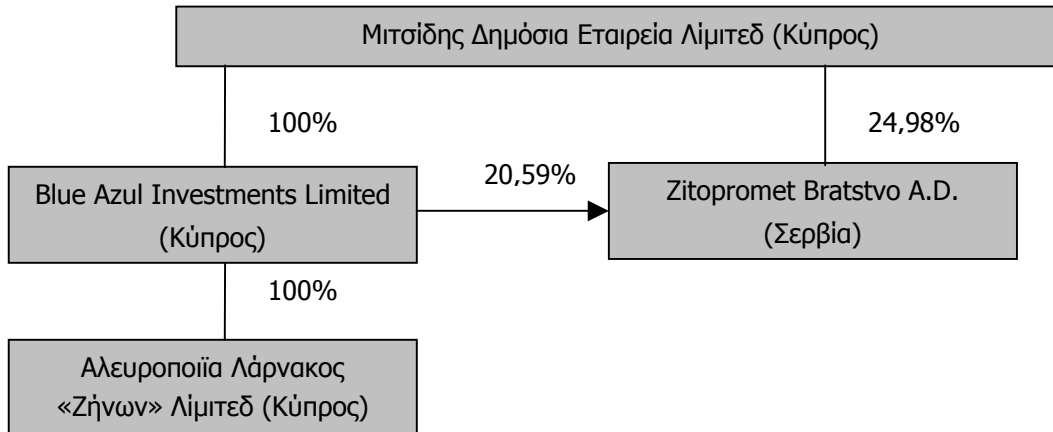 Μιτσίδης Δημόσια Εταιρεία Λίμιτεδ (Κύπρος)
100%
24,98%
Blue Azul Investments Limited
(Κύπρος)
20,59%
Zitopromet Bratstvo A.D.
(Σερβία)
100%
Αλευροποιϊα Λάρνακος
«Ζήνων» Λίμιτεδ (Κύπρος)